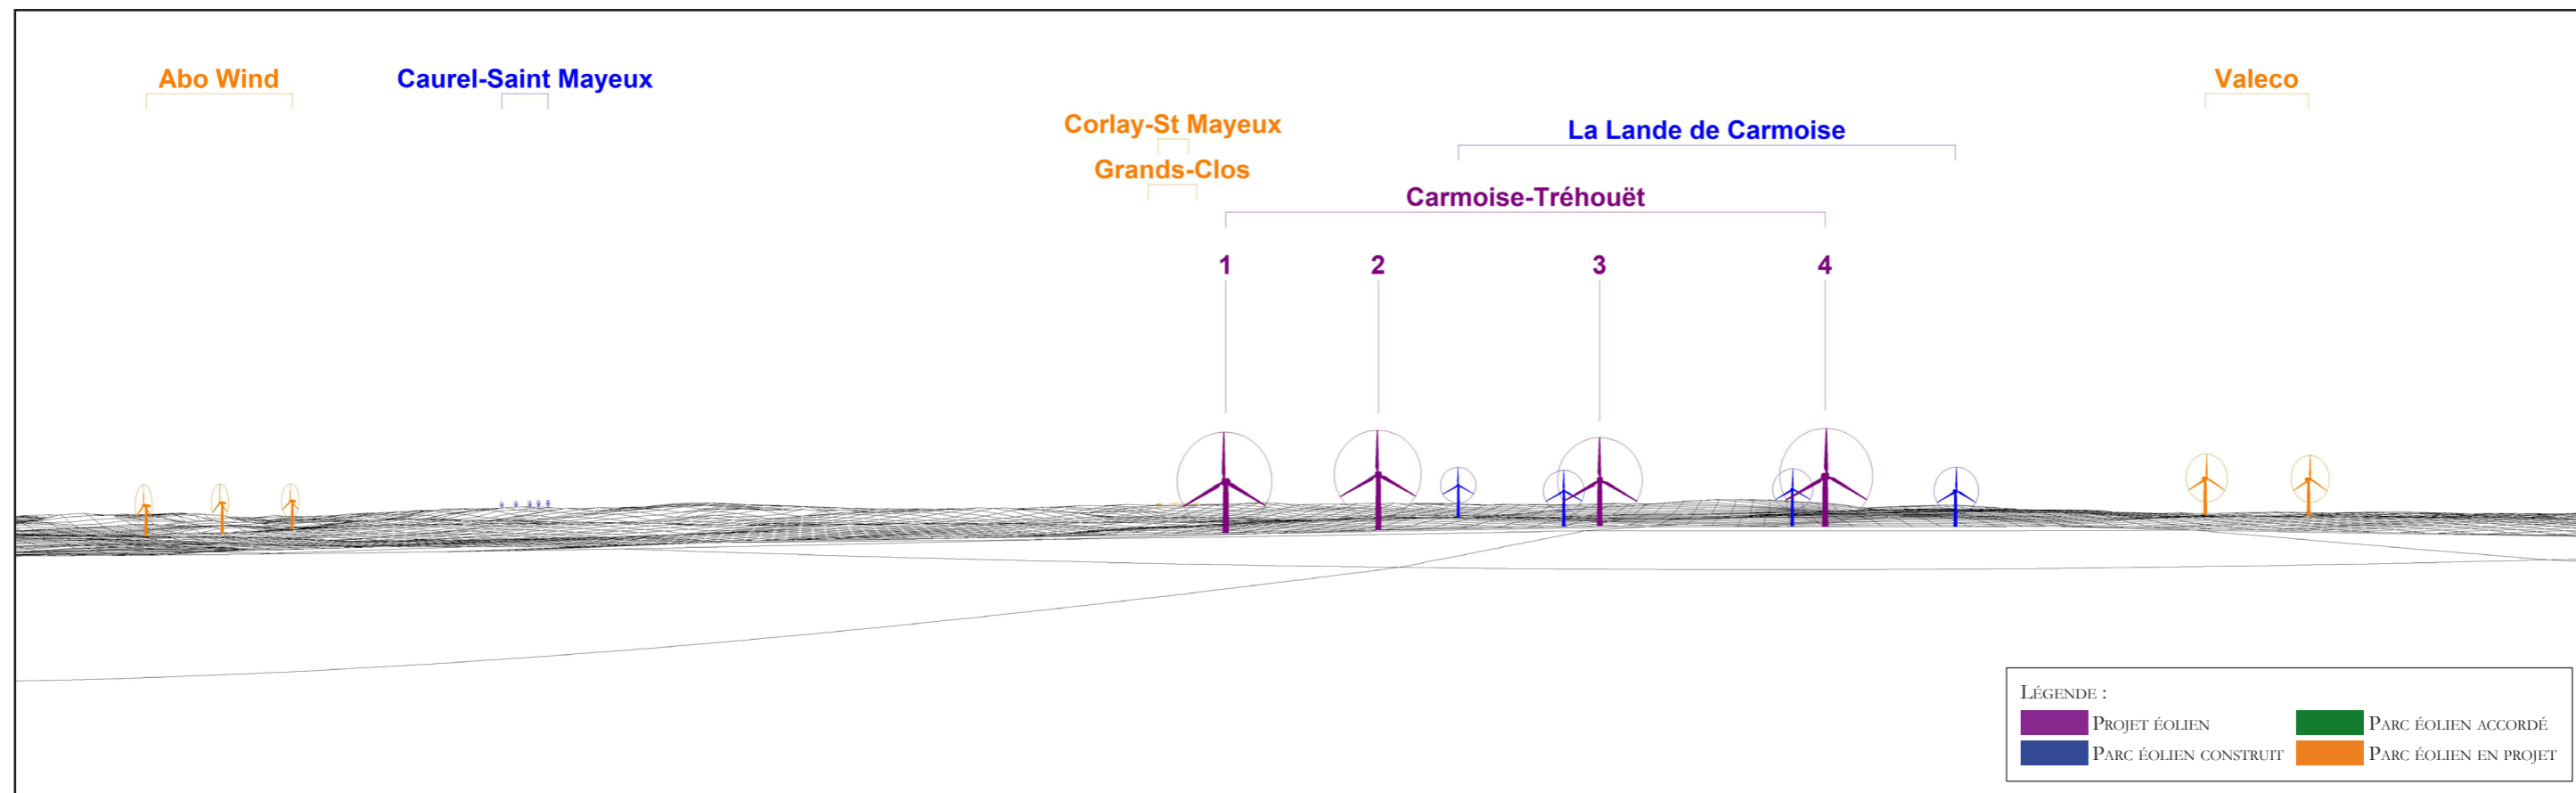 Abo Wind
Caurel-Saint Mayeux
Valeco
Corlay-St Mayeux
La Lande de Carmoise
Grands-Clos
Carmoise-Tréhouët
1
2
3
4
Légende :
Projet éolien
Parc éolien accordé
Parc éolien construit
Parc éolien en projet